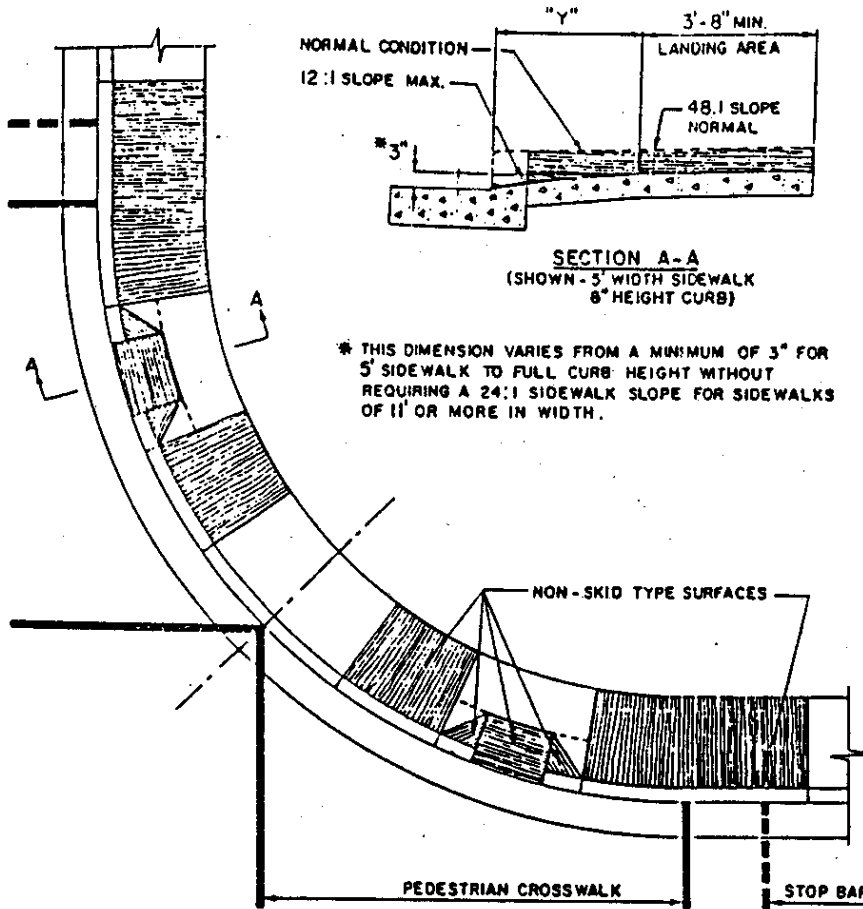 "Y"
3'-8" MIN.
NORMAL CONDITION
LANDING AREA
12:1 SLOPE MAX.
48.1 SLOPE
NORMAL
*3"
SECTION A-A
(SHOWN - 5' WIDTH SIDEWALK
8" HEIGHT CURB)
A
A
* THIS DIMENSION VARIES FROM A MINIMUM OF 3" FOR
5' SIDEWALK TO FULL CURB HEIGHT WITHOUT
REQUIRING A 24:1 SIDEWALK SLOPE FOR SIDEWALKS
OF 11' OR MORE IN WIDTH.
NON-SKID TYPE SURFACES
PEDESTRIAN CROSSWALK
STOP BAR